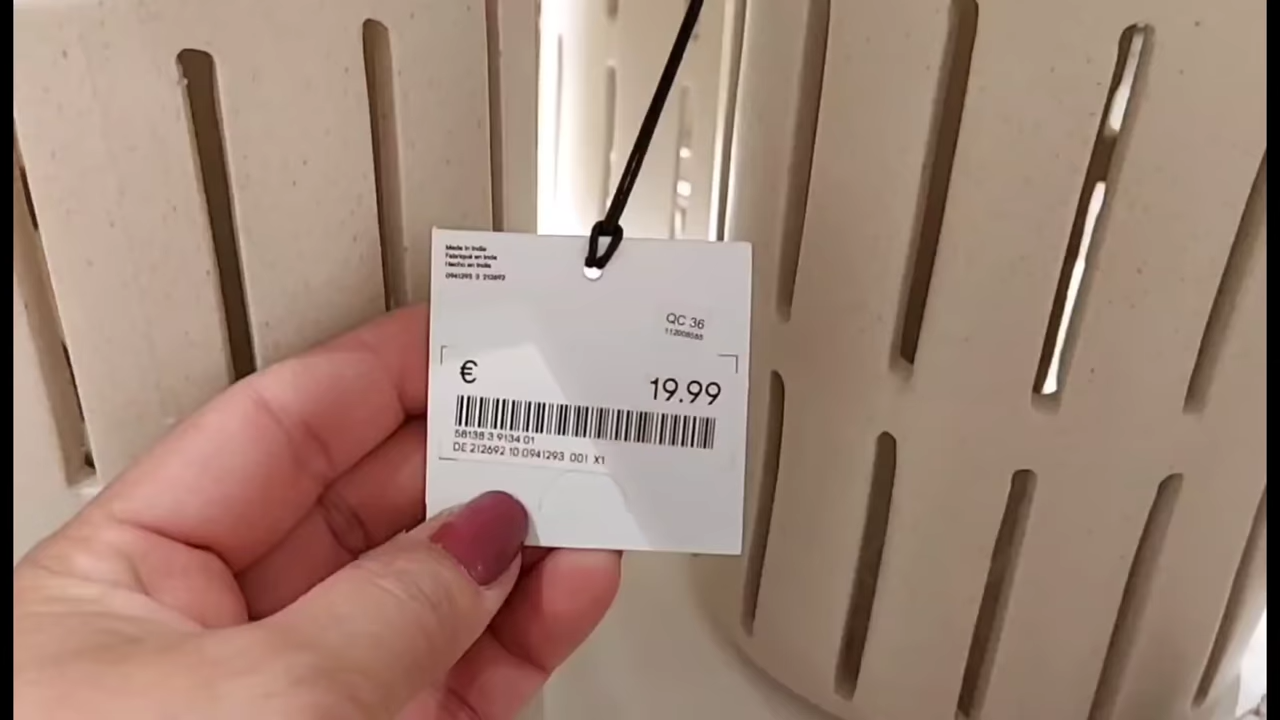 Made in India
Fabriqué en Inde
Hecho en India
0941293 3 212692
QC 36
€ 19.99
58138 3 9134 01
DE 212692 10 0941293 001 X1